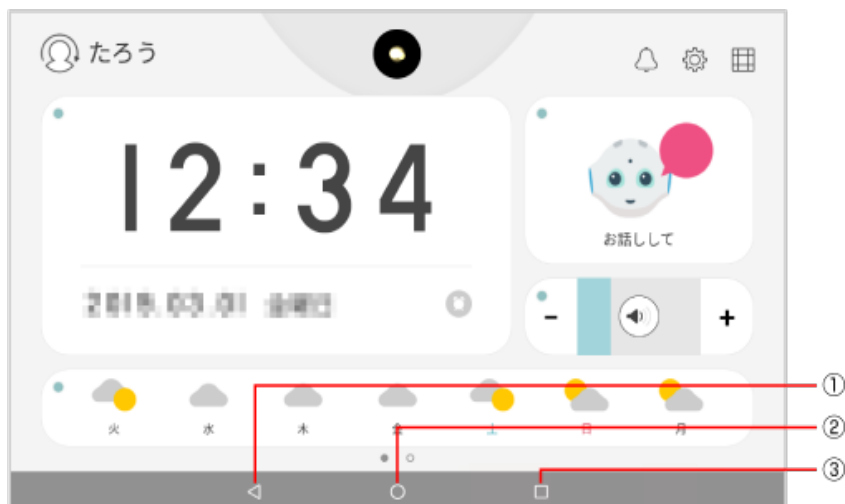 たろう
12:34
お話しして
- +
火 水 木 金 土 日 月
①
②
③